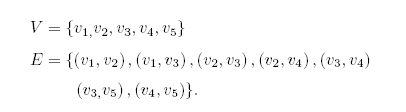 V = {v₁,v₂, v₃, v₄, v₅}
E = {(v₁, v₂) , (v₁, v₃) , (v₂, v₃) , (v₂, v₄) , (v₃, v₄)
(v₃,v₅) , (v₄, v₅)}.